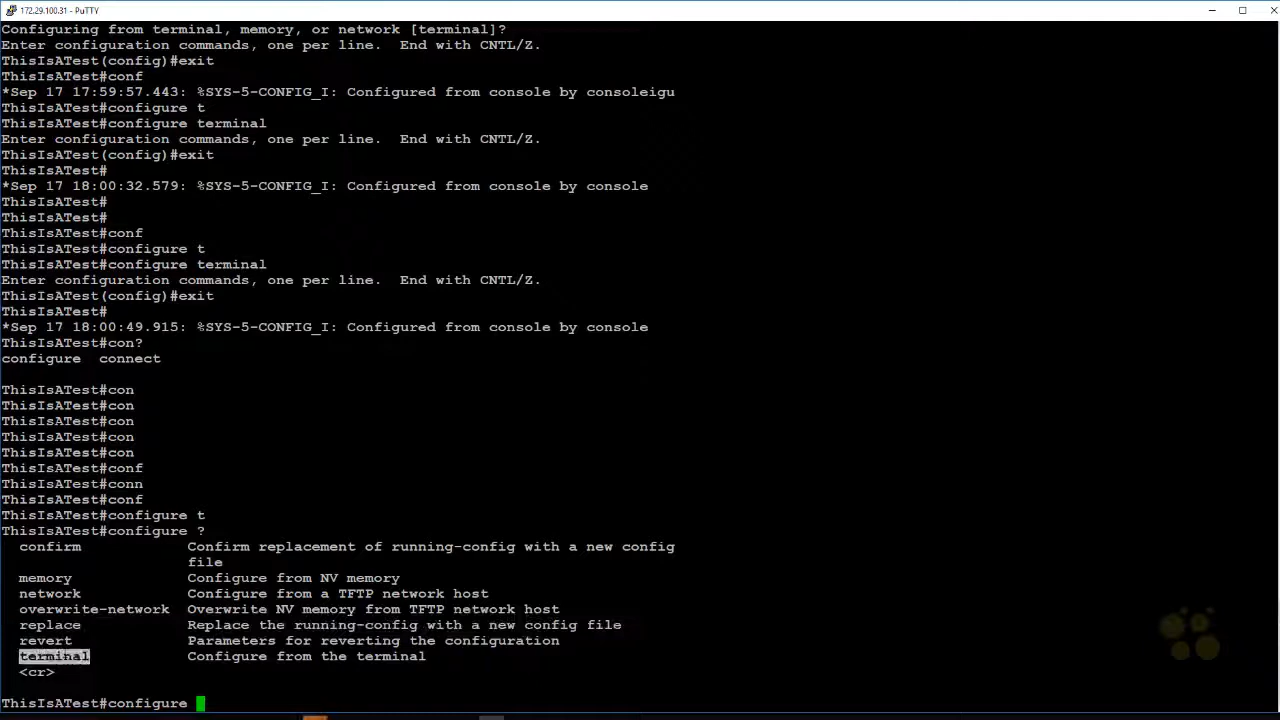 172.29.100.31 - PuTTY
Configuring from terminal, memory, or network [terminal]?
Enter configuration commands, one per line.  End with CNTL/Z.
ThisIsATest(config)#exit
ThisIsATest#conf
*Sep 17 17:59:57.443: %SYS-5-CONFIG_I: Configured from console by consoleigu
ThisIsATest#configure t
ThisIsATest#configure terminal
Enter configuration commands, one per line.  End with CNTL/Z.
ThisIsATest(config)#exit
ThisIsATest#
*Sep 17 18:00:32.579: %SYS-5-CONFIG_I: Configured from console by console
ThisIsATest#
ThisIsATest#
ThisIsATest#conf
ThisIsATest#configure t
ThisIsATest#configure terminal
Enter configuration commands, one per line.  End with CNTL/Z.
ThisIsATest(config)#exit
ThisIsATest#
*Sep 17 18:00:49.915: %SYS-5-CONFIG_I: Configured from console by console
ThisIsATest#con?
configure  connect
ThisIsATest#con
ThisIsATest#con
ThisIsATest#con
ThisIsATest#con
ThisIsATest#con
ThisIsATest#conf
ThisIsATest#conn
ThisIsATest#conf
ThisIsATest#configure t
ThisIsATest#configure ?
  confirm            Confirm replacement of running-config with a new config
                     file
  memory             Configure from NV memory
  network            Configure from a TFTP network host
  overwrite-network  Overwrite NV memory from TFTP network host
  replace            Replace the running-config with a new config file
  revert             Parameters for reverting the configuration
  terminal           Configure from the terminal
  <cr>
ThisIsATest#configure